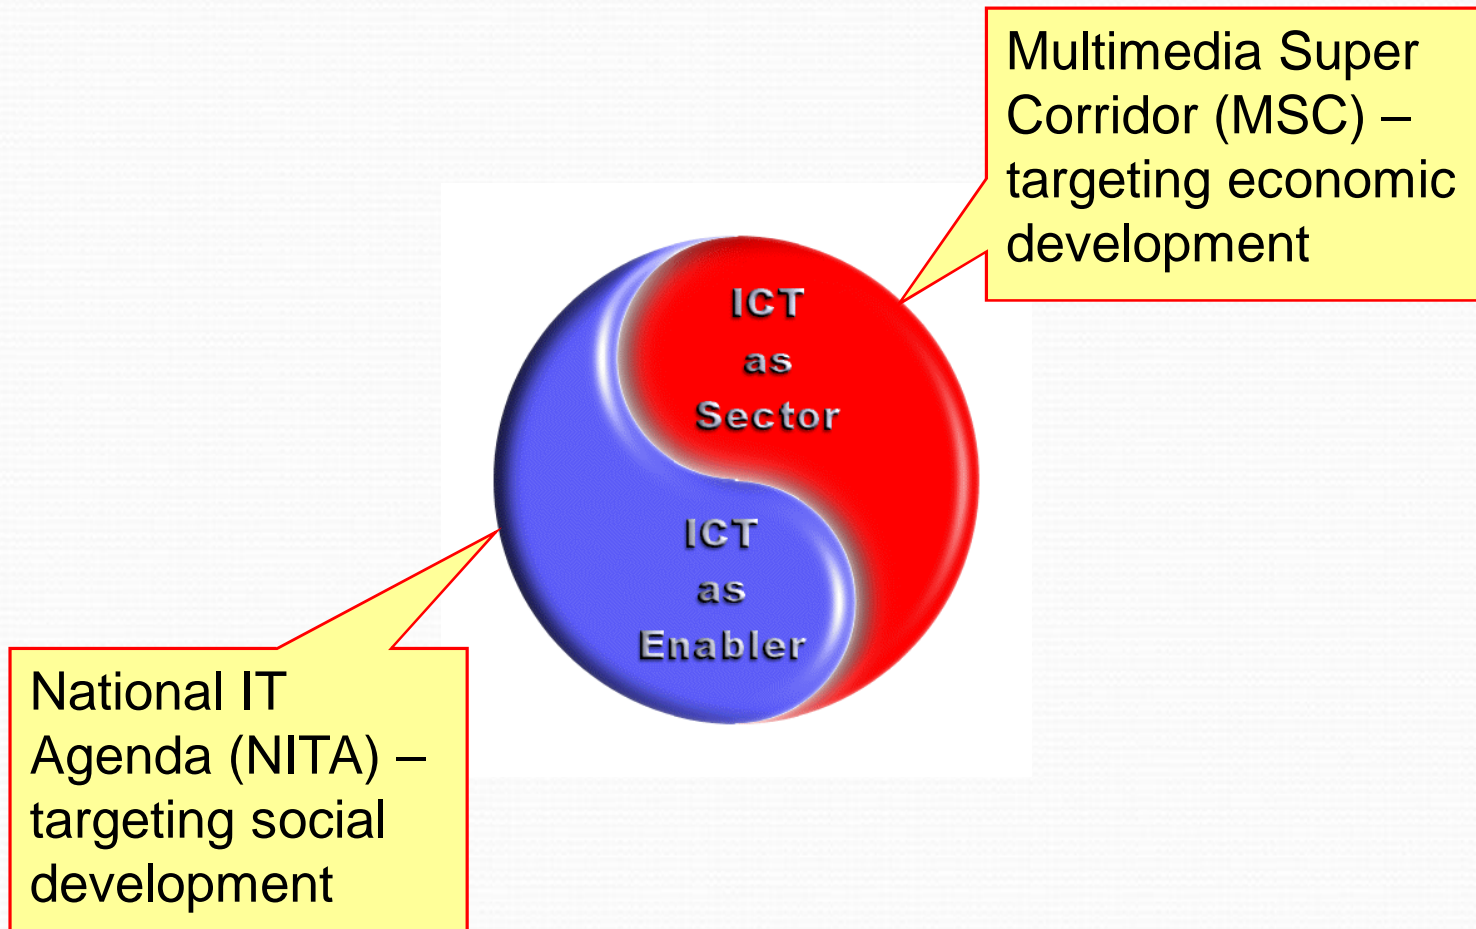 Multimedia Super
Corridor (MSC) –
targeting economic
development
ICT
as
Sector
ICT
as
Enabler
National IT
Agenda (NITA) –
targeting social
development